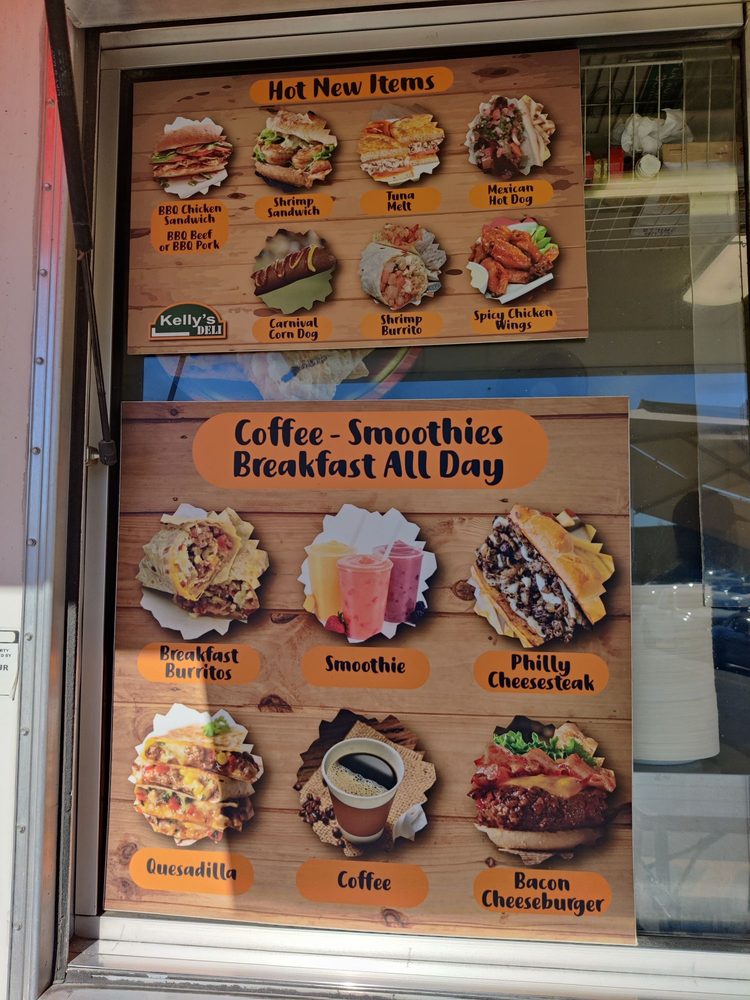 Hot New Items
BBQ Chicken
Sandwich
BBQ Beef
or BBQ Pork
Shrimp
Sandwich
Tuna
Melt
Mexican
Hot Dog
Kelly's
DELI
Carnival
Corn Dog
Shrimp
Burrito
Spicy Chicken
Wings
Coffee - Smoothies
Breakfast All Day
Breakfast
Burritos
Smoothie
Philly
Cheesesteak
Quesadilla
Coffee
Bacon
Cheeseburger